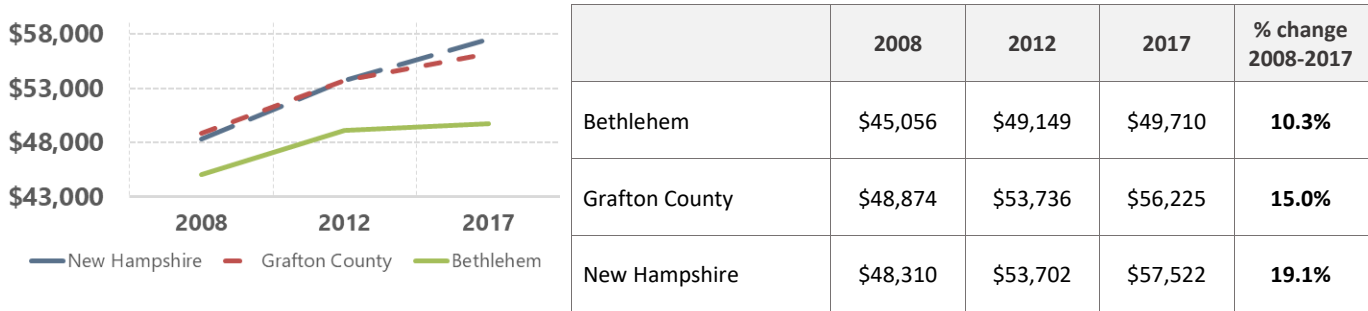 $58,000
$53,000
$48,000
$43,000
2008 2012 2017
New Hampshire Grafton County Bethlehem
2008 2012 2017 % change
2008-2017
Bethlehem $45,056 $49,149 $49,710 10.3%
Grafton County $48,874 $53,736 $56,225 15.0%
New Hampshire $48,310 $53,702 $57,522 19.1%